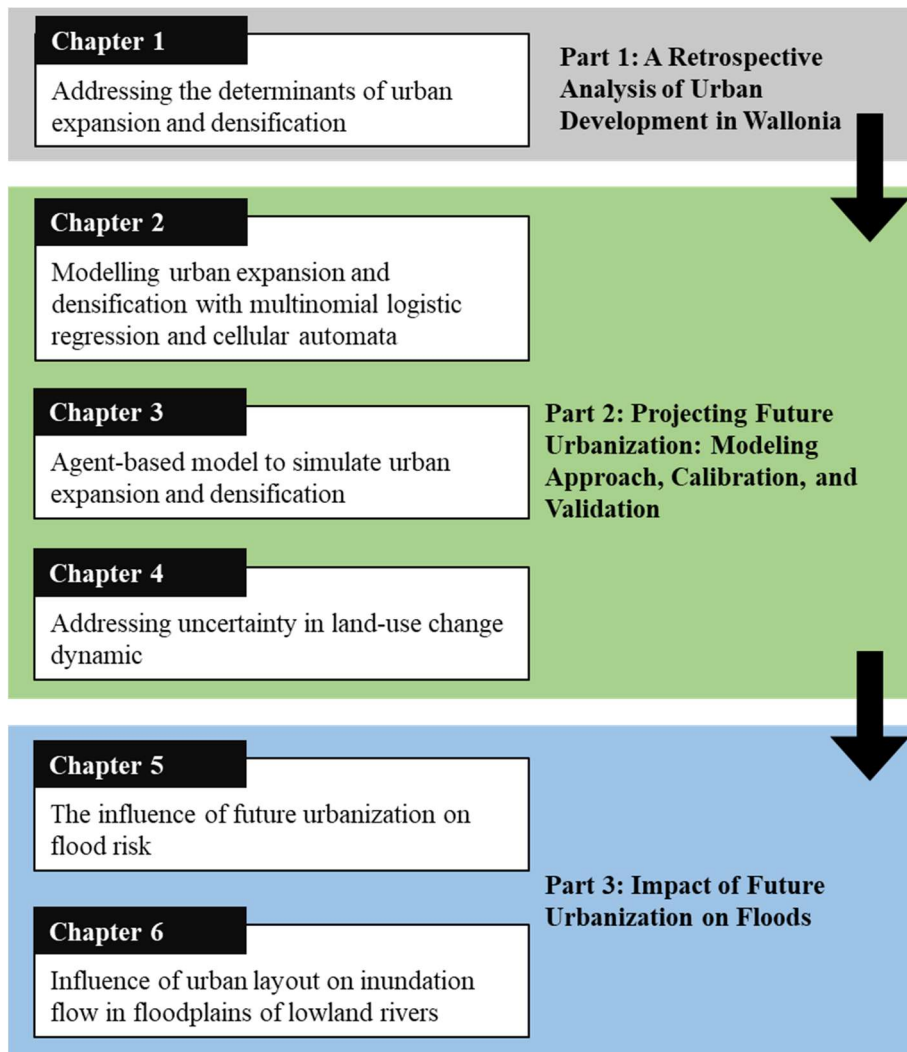 Chapter 1
Addressing the determinants of urban
expansion and densification
Part 1: A Retrospective
Analysis of Urban
Development in Wallonia
Chapter 2
Modelling urban expansion and
densification with multinomial logistic
regression and cellular automata
Chapter 3
Agent-based model to simulate urban
expansion and densification
Chapter 4
Addressing uncertainty in land-use change
dynamic
Part 2: Projecting Future
Urbanization: Modeling
Approach, Calibration, and
Validation
Chapter 5
The influence of future urbanization on
flood risk
Chapter 6
Influence of urban layout on inundation
flow in floodplains of lowland rivers
Part 3: Impact of Future
Urbanization on Floods